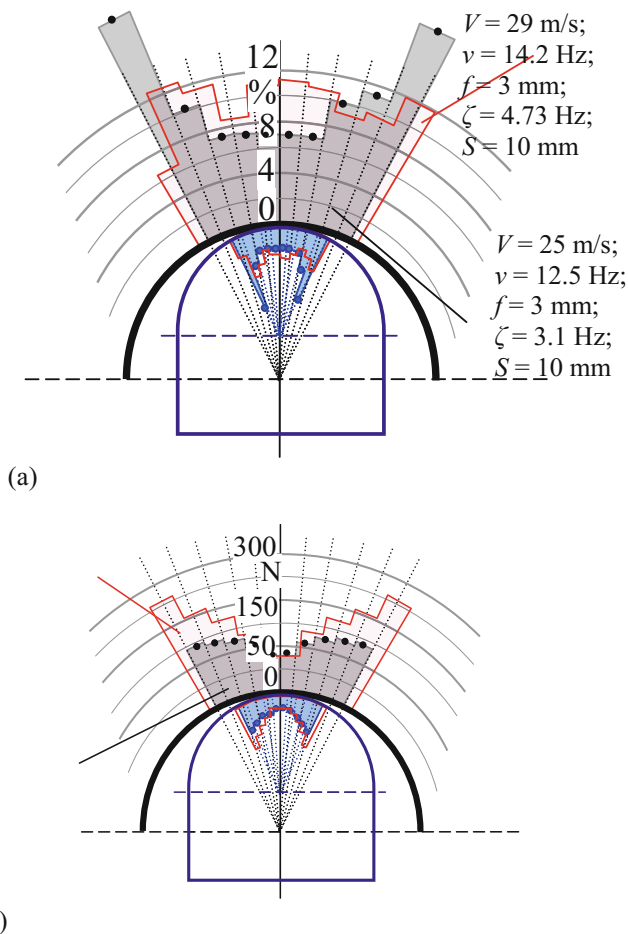 12
%
8
4
0
V = 29 m/s;
ν = 14.2 Hz;
f = 3 mm;
ζ = 4.73 Hz;
S = 10 mm
V = 25 m/s;
ν = 12.5 Hz;
f = 3 mm;
ζ = 3.1 Hz;
S = 10 mm
(a)
300
N
150
50
0
)